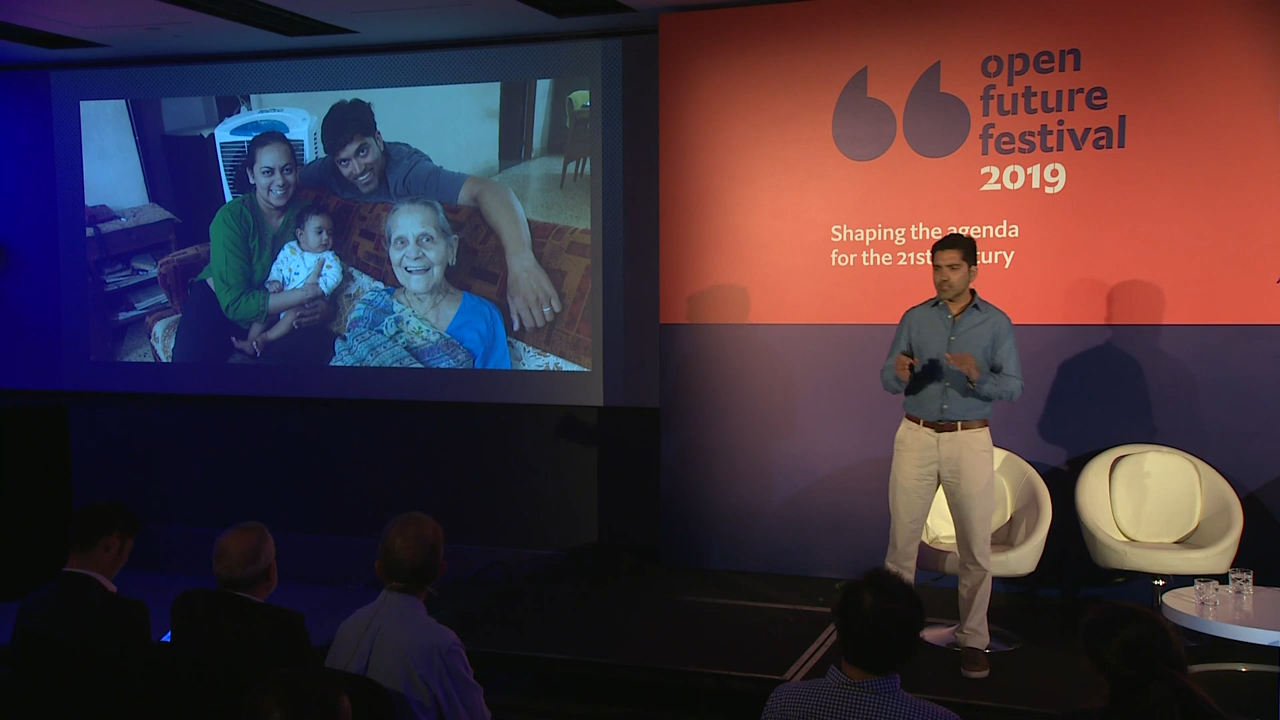 open
future
festival
2019
Shaping the agenda
for the 21st